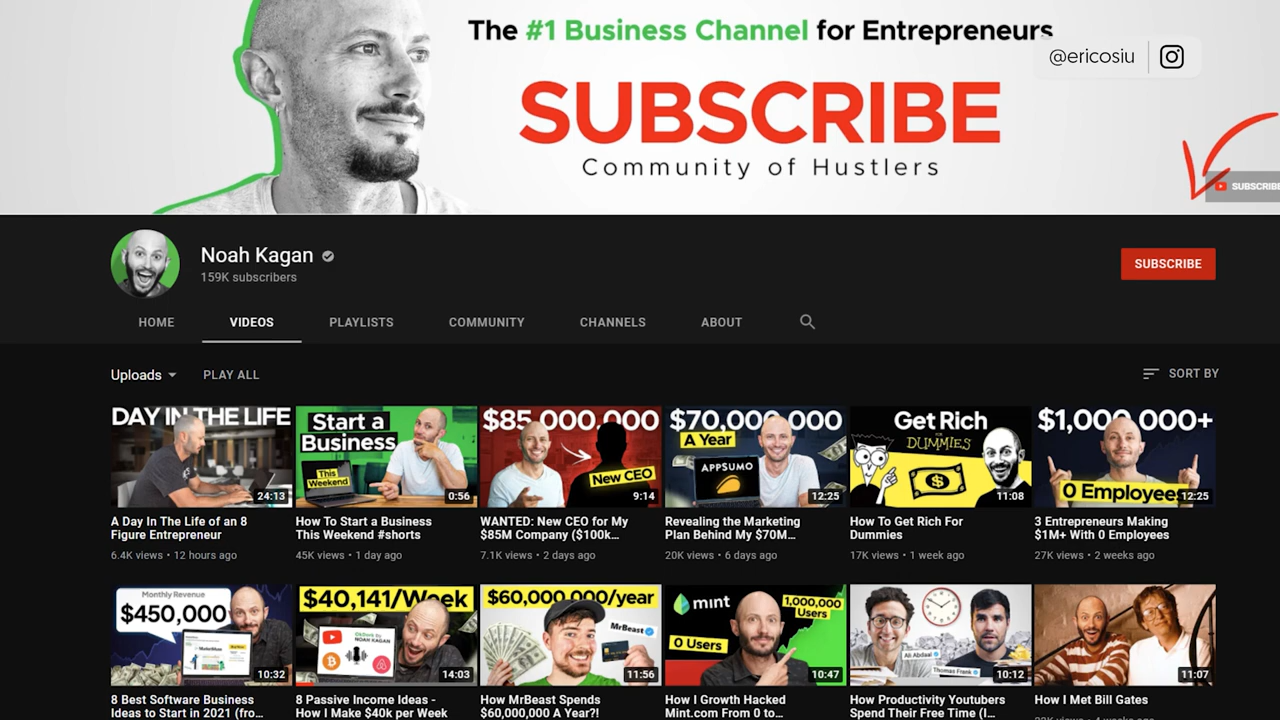 The #1 Business Channel for Entrepreneurs
@ericosiu
SUBSCRIBE
Community of Hustlers
SUBSCRIBE
Noah Kagan
159K subscribers
SUBSCRIBE
HOME VIDEOS PLAYLISTS COMMUNITY CHANNELS ABOUT
Uploads PLAY ALL
SORT BY
DAY IN THE LIFE
24:13
Start a
Business
This
Weekend
0:56
$85,000,000
New CEO
9:14
$70,000,000
A Year
APPSUMO
12:25
Get Rich
FOR
DUMMIES
$
11:08
$1,000,000+
0 Employees
12:25
A Day In The Life of an 8
Figure Entrepreneur
6.4K views • 12 hours ago
How To Start a Business
This Weekend #shorts
45K views • 1 day ago
WANTED: New CEO for My
$85M Company ($100k...
7.1K views • 2 days ago
Revealing the Marketing
Plan Behind My $70M...
20K views • 6 days ago
How To Get Rich For
Dummies
17K views • 1 week ago
3 Entrepreneurs Making
$1M+ With 0 Employees
27K views • 2 weeks ago
Monthly Revenue
$450,000
10:32
$40,141/Week
OkDork by
NOAH KAGAN
14:03
$60,000,000/year
MrBeast
11:56
mint
1,000,000
Users
0 Users
10:47
Ali Abdaal
Thomas Frank
10:12
11:07
8 Best Software Business
Ideas to Start in 2021 (fro...
8 Passive Income Ideas -
How I Make $40k per Week
How MrBeast Spends
$60,000,000 A Year?!
How I Growth Hacked
Mint.com From 0 to...
How Productivity Youtubers
Spend Their Free Time (I...
How I Met Bill Gates